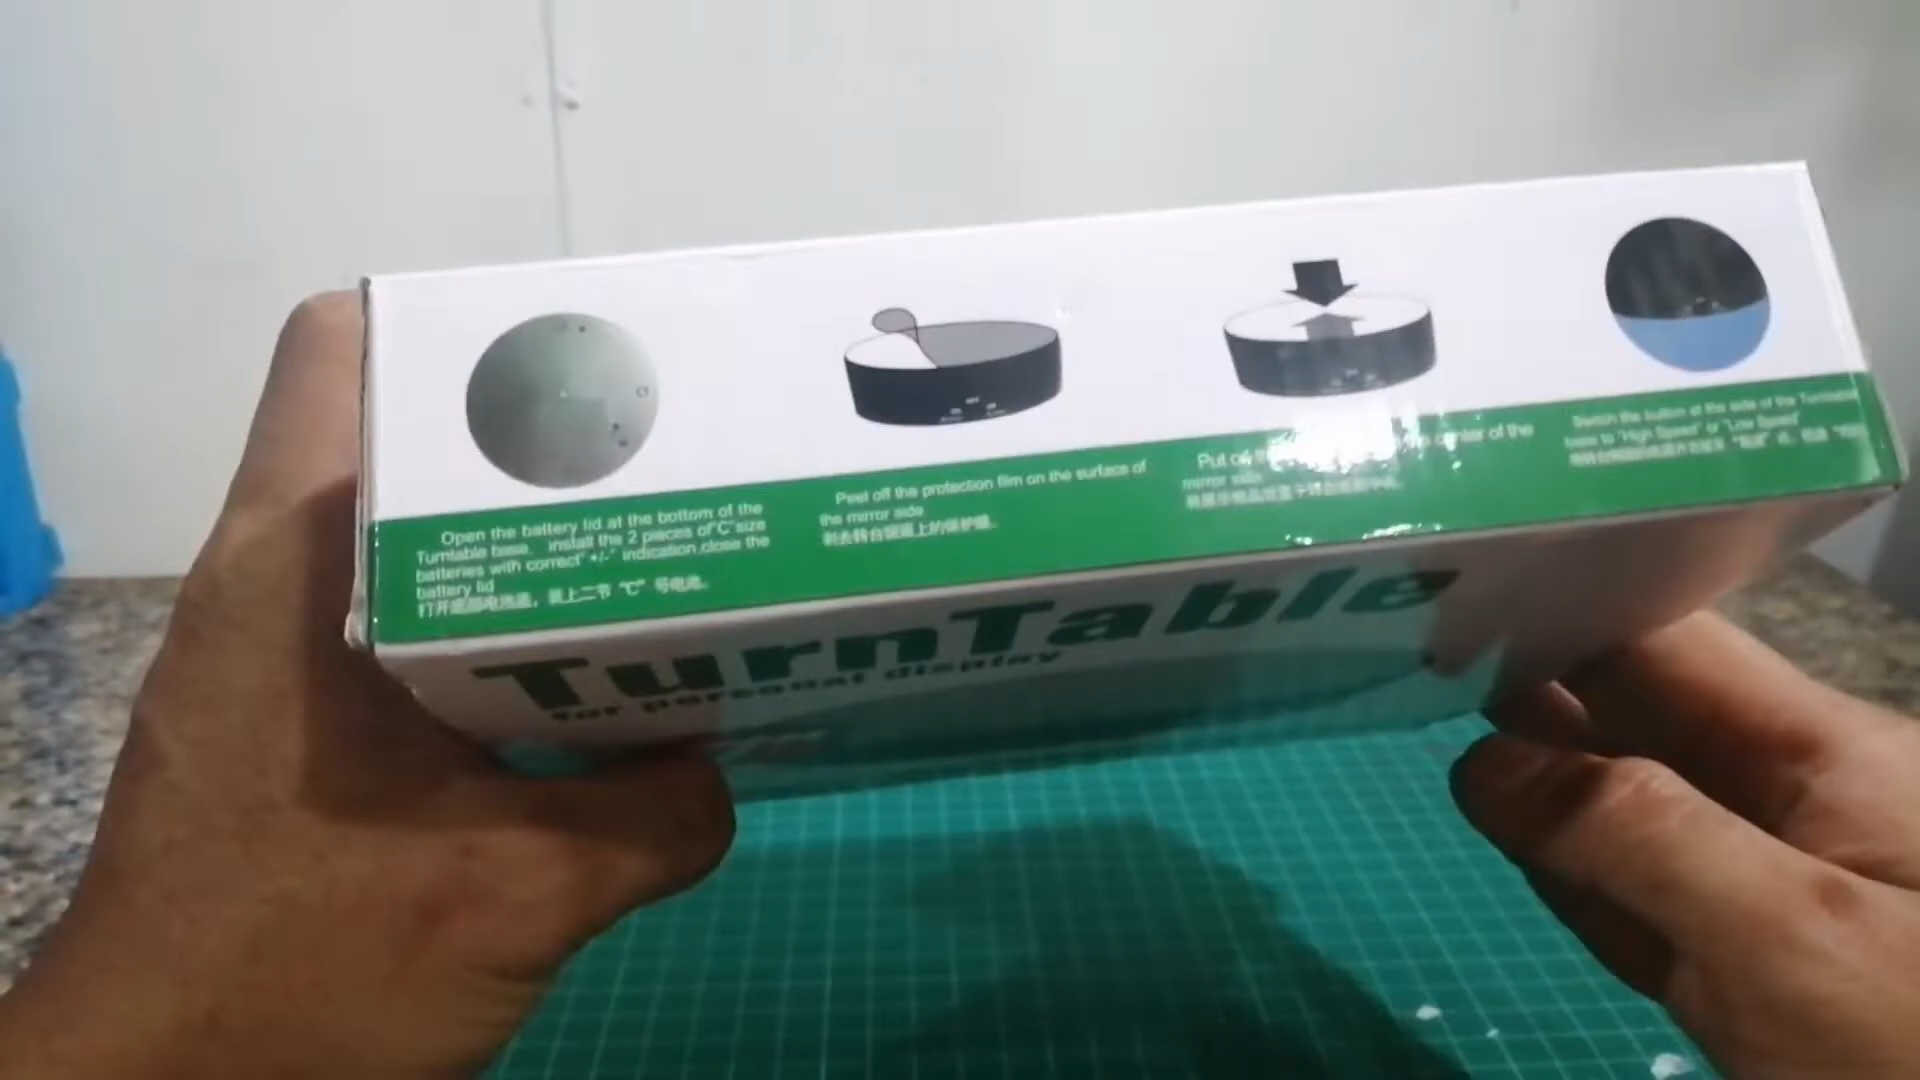 Open the battery lid at the bottom of the
Turntable base, install the 2 pieces of"C"size
batteries with correct" +/-" indication,close the
battery lid
打开底部电池盖，装上二节 "C" 号电池。
Peel off the protection film on the surface of
the mirror side
剥去转台镜面上的保护膜。
Put center of the
mirror side
Switch the button at the side of the Turntable
base to "High Speed" or "Low Speed"
TurnTable
for personal display